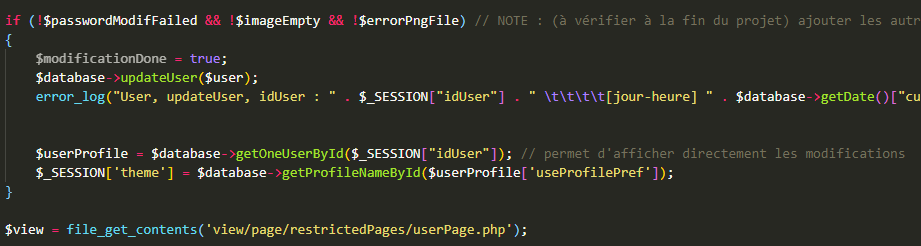 if (!$passwordModifFailed && !$imageEmpty && !$errorPngFile) // NOTE : (à vérifier à la fin du projet) ajouter les autr
{
    $modificationDone = true;
    $database->updateUser($user);
    error_log("User, updateUser, idUser : " . $_SESSION["idUser"] . " \t\t\t\t[jour-heure] " . $database->getDate()["cu
    $userProfile = $database->getOneUserById($_SESSION["idUser"]); // permet d'afficher directement les modifications
    $_SESSION['theme'] = $database->getProfileNameById($userProfile['useProfilePref']);
}
$view = file_get_contents('view/page/restrictedPages/userPage.php');